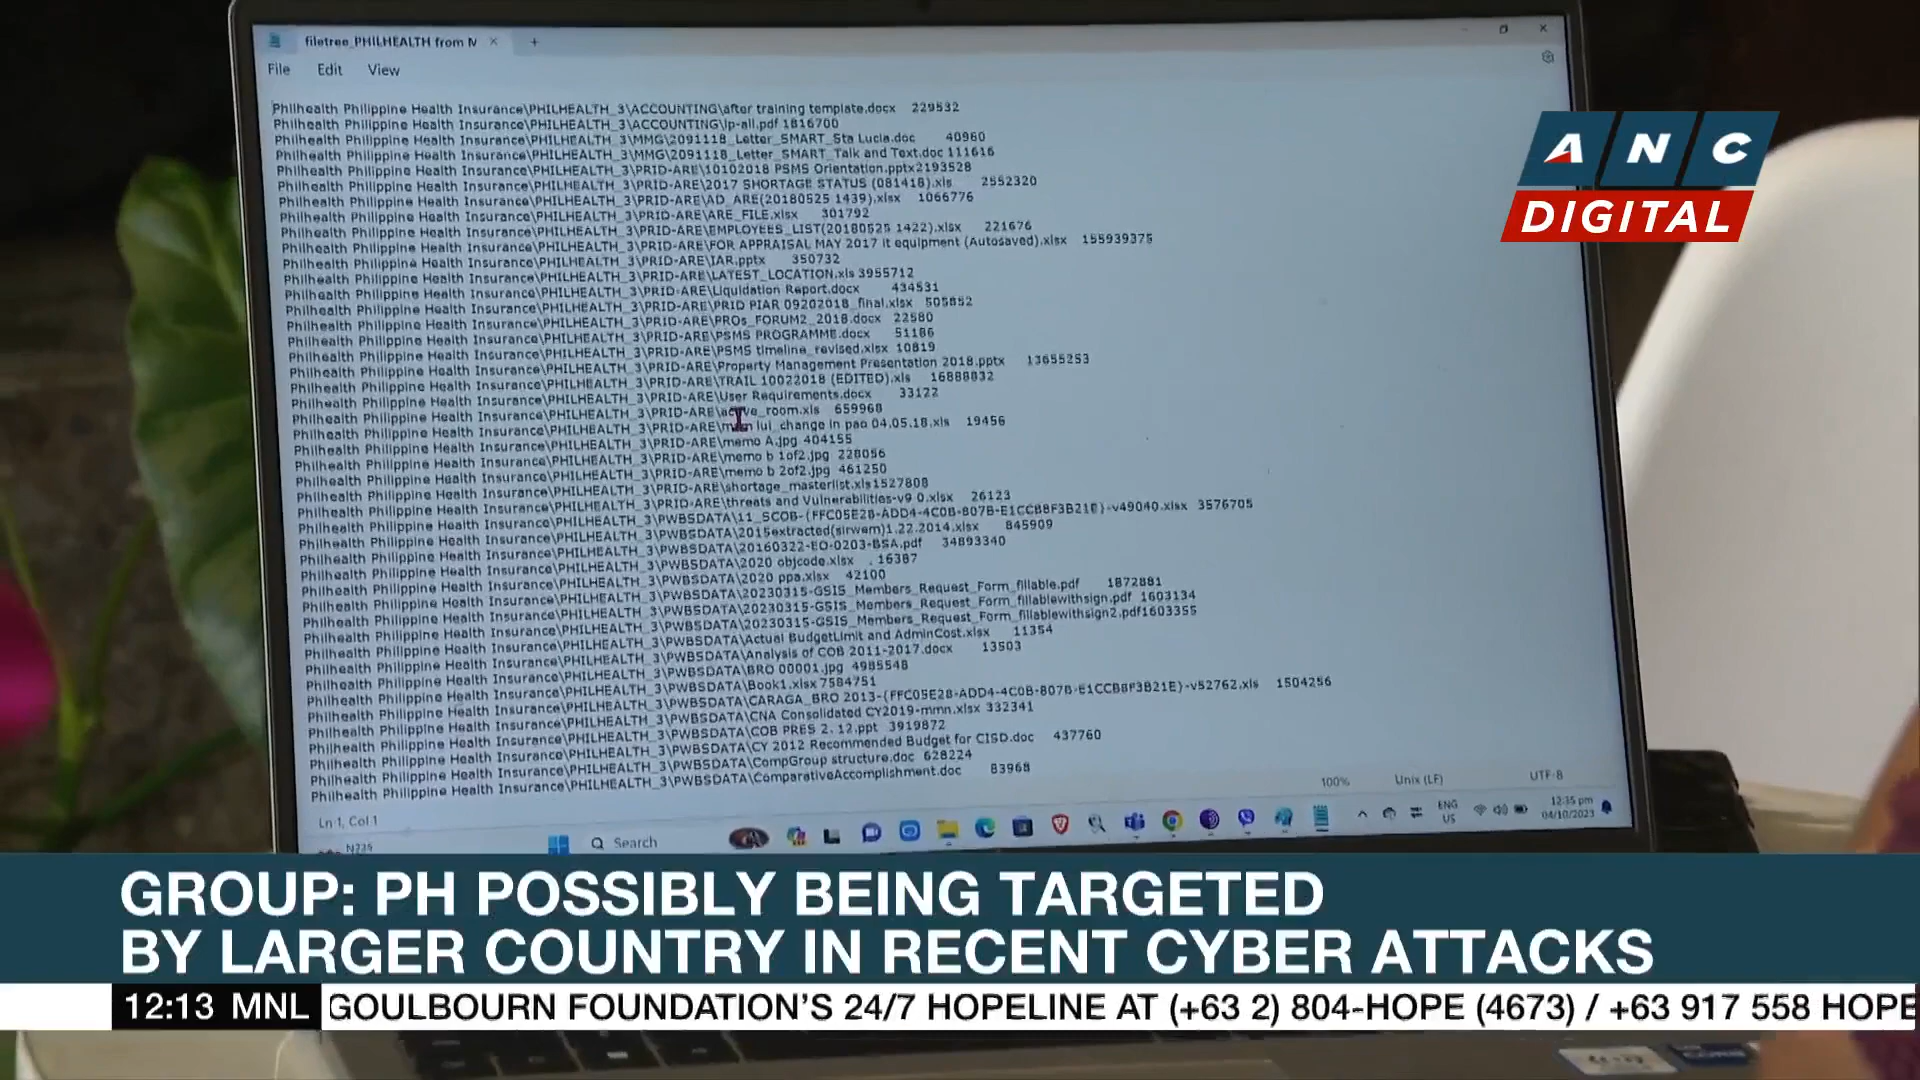 filetree_PHILHEALTH from M
File Edit View
Philhealth Philippine Health Insurance\PHILHEALTH_3\ACCOUNTING\after training template.docx 229532
Philhealth Philippine Health Insurance\PHILHEALTH_3\ACCOUNTING\lp-all.pdf 1816700
Philhealth Philippine Health Insurance\PHILHEALTH_3\MMG\2091118_Letter_SMART_Sta Lucia.doc 40960
Philhealth Philippine Health Insurance\PHILHEALTH_3\MMG\2091118_Letter_SMART_Talk and Text.doc 111616
Philhealth Philippine Health Insurance\PHILHEALTH_3\PRID-ARE\10102018 PSMS Orientation.pptx2193528
Philhealth Philippine Health Insurance\PHILHEALTH_3\PRID-ARE\2017 SHORTAGE STATUS (081418).xls 2552320
Philhealth Philippine Health Insurance\PHILHEALTH_3\PRID-ARE\AD_ARE(20180525 1439).xlsx 1066776
Philhealth Philippine Health Insurance\PHILHEALTH_3\PRID-ARE\ARE_FILE.xlsx 301792
Philhealth Philippine Health Insurance\PHILHEALTH_3\PRID-ARE\EMPLOYEES_LIST(20180525 1422).xlsx 221676
Philhealth Philippine Health Insurance\PHILHEALTH_3\PRID-ARE\FOR APPRAISAL MAY 2017 it equipment (Autosaved).xlsx 155939375
Philhealth Philippine Health Insurance\PHILHEALTH_3\PRID-ARE\IAR.pptx 350732
Philhealth Philippine Health Insurance\PHILHEALTH_3\PRID-ARE\LATEST_LOCATION.xls 3955712
Philhealth Philippine Health Insurance\PHILHEALTH_3\PRID-ARE\Liquidation Report.docx 434531
Philhealth Philippine Health Insurance\PHILHEALTH_3\PRID-ARE\PRID PIAR 09202018_final.xlsx 505852
Philhealth Philippine Health Insurance\PHILHEALTH_3\PRID-ARE\PROs_FORUM2_2018.docx 22580
Philhealth Philippine Health Insurance\PHILHEALTH_3\PRID-ARE\PSMS PROGRAMME.docx 51186
Philhealth Philippine Health Insurance\PHILHEALTH_3\PRID-ARE\PSMS timeline_revised.xlsx 10819
Philhealth Philippine Health Insurance\PHILHEALTH_3\PRID-ARE\Property Management Presentation 2018.pptx 13655253
Philhealth Philippine Health Insurance\PHILHEALTH_3\PRID-ARE\TRAIL 10022018 (EDITED).xls 16888832
Philhealth Philippine Health Insurance\PHILHEALTH_3\PRID-ARE\User Requirements.docx 33122
Philhealth Philippine Health Insurance\PHILHEALTH_3\PRID-ARE\active_room.xls 659968
Philhealth Philippine Health Insurance\PHILHEALTH_3\PRID-ARE\ lui_change in pao 04.05.18.xls 19456
Philhealth Philippine Health Insurance\PHILHEALTH_3\PRID-ARE\memo A.jpg 404155
Philhealth Philippine Health Insurance\PHILHEALTH_3\PRID-ARE\memo b 1of2.jpg 228056
Philhealth Philippine Health Insurance\PHILHEALTH_3\PRID-ARE\memo b 2of2.jpg 461250
Philhealth Philippine Health Insurance\PHILHEALTH_3\PRID-ARE\shortage_masterlist.xls1527808
Philhealth Philippine Health Insurance\PHILHEALTH_3\PRID-ARE\threats and Vulnerabilities-v9 0.xlsx 26123
Philhealth Philippine Health Insurance\PHILHEALTH_3\PWBSDATA\11_SCOB-{FFC05E28-ADD4-4C0B-807B-E1CCB8F3B21E}-v49040.xlsx 3576705
Philhealth Philippine Health Insurance\PHILHEALTH_3\PWBSDATA\2015extracted(sirwem)1.22.2014.xlsx 845909
Philhealth Philippine Health Insurance\PHILHEALTH_3\PWBSDATA\20160322-EO-0203-BSA.pdf 34893340
Philhealth Philippine Health Insurance\PHILHEALTH_3\PWBSDATA\2020 objcode.xlsx 16387
Philhealth Philippine Health Insurance\PHILHEALTH_3\PWBSDATA\2020 ppa.xlsx 42100
Philhealth Philippine Health Insurance\PHILHEALTH_3\PWBSDATA\20230315-GSIS_Members_Request_Form_fillable.pdf 1872881
Philhealth Philippine Health Insurance\PHILHEALTH_3\PWBSDATA\20230315-GSIS_Members_Request_Form_fillablewithsign.pdf 1603134
Philhealth Philippine Health Insurance\PHILHEALTH_3\PWBSDATA\20230315-GSIS_Members_Request_Form_fillablewithsign2.pdf1603355
Philhealth Philippine Health Insurance\PHILHEALTH_3\PWBSDATA\Actual BudgetLimit and AdminCost.xlsx 11354
Philhealth Philippine Health Insurance\PHILHEALTH_3\PWBSDATA\Analysis of COB 2011-2017.docx 13503
Philhealth Philippine Health Insurance\PHILHEALTH_3\PWBSDATA\BRO 00001.jpg 4985548
Philhealth Philippine Health Insurance\PHILHEALTH_3\PWBSDATA\Book1.xlsx 7584751
Philhealth Philippine Health Insurance\PHILHEALTH_3\PWBSDATA\CARAGA_BRO 2013-{FFC05E28-ADD4-4C0B-807B-E1CCB8F3B21E}-v52762.xls 1504256
Philhealth Philippine Health Insurance\PHILHEALTH_3\PWBSDATA\CNA Consolidated CY2019-mmn.xlsx 332341
Philhealth Philippine Health Insurance\PHILHEALTH_3\PWBSDATA\COB PRES 2. 12.ppt 3919872
Philhealth Philippine Health Insurance\PHILHEALTH_3\PWBSDATA\CY 2012 Recommended Budget for CISD.doc 437760
Philhealth Philippine Health Insurance\PHILHEALTH_3\PWBSDATA\CompGroup structure.doc 628224
Philhealth Philippine Health Insurance\PHILHEALTH_3\PWBSDATA\ComparativeAccomplishment.doc 83968
Ln 1, Col 1 100% Unix (LF) UTF-8
Search ENG US 12:35 pm 04/10/2023
ANC
DIGITAL
GROUP: PH POSSIBLY BEING TARGETED
BY LARGER COUNTRY IN RECENT CYBER ATTACKS
12:13 MNL GOULBOURN FOUNDATION'S 24/7 HOPELINE AT (+63 2) 804-HOPE (4673) / +63 917 558 HOPE